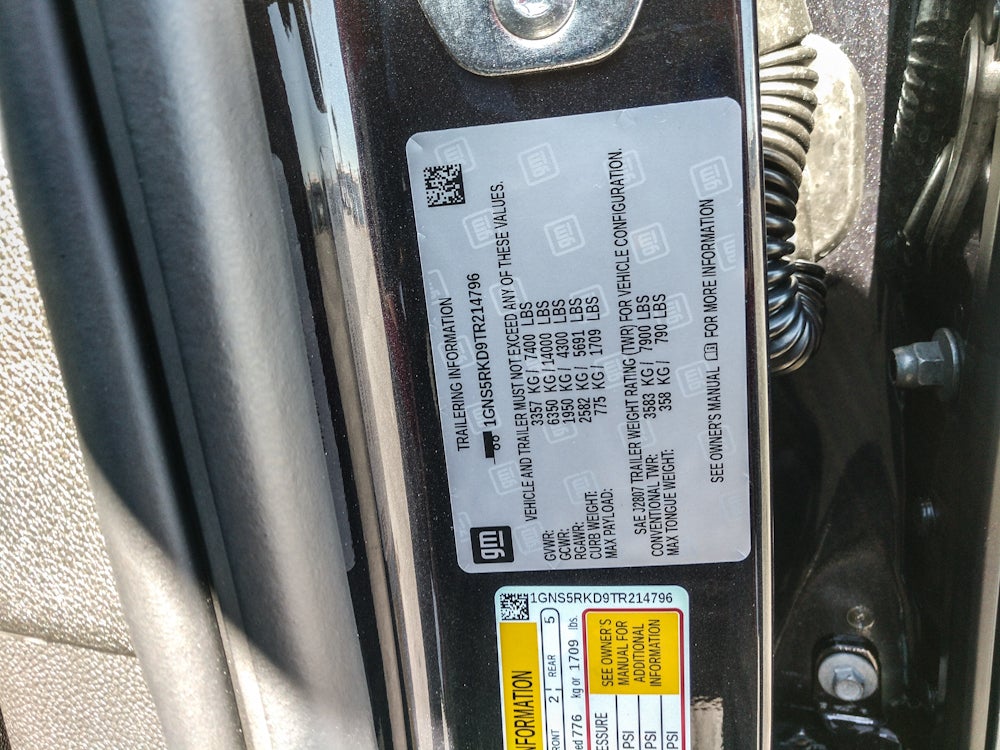 gm
TRAILERING INFORMATION
1GNS5RKD9TR214796
VEHICLE AND TRAILER MUST NOT EXCEED ANY OF THESE VALUES.
GVWR: 3357 KG / 7400 LBS
GCWR: 6350 KG / 14000 LBS
RGAWR: 1950 KG / 4300 LBS
CURB WEIGHT: 2582 KG / 5691 LBS
MAX PAYLOAD: 775 KG / 1709 LBS
SAE J2807 TRAILER WEIGHT RATING (TWR) FOR VEHICLE CONFIGURATION.
CONVENTIONAL TWR: 3583 KG / 7900 LBS
MAX TONGUE WEIGHT: 358 KG / 790 LBS
SEE OWNER'S MANUAL FOR MORE INFORMATION
1GNS5RKD9TR214796
2 REAR 5
776 kg or 1709 lbs.
SEE OWNER'S
MANUAL FOR
ADDITIONAL
INFORMATION
PSI
PSI
PSI